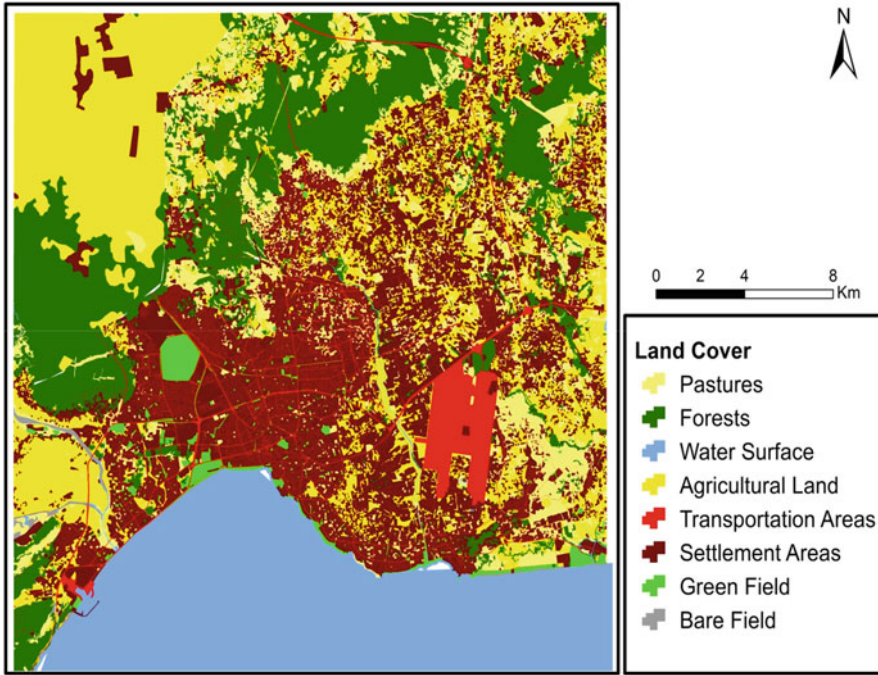 N
0 2 4 8
Km
Land Cover
Pastures
Forests
Water Surface
Agricultural Land
Transportation Areas
Settlement Areas
Green Field
Bare Field